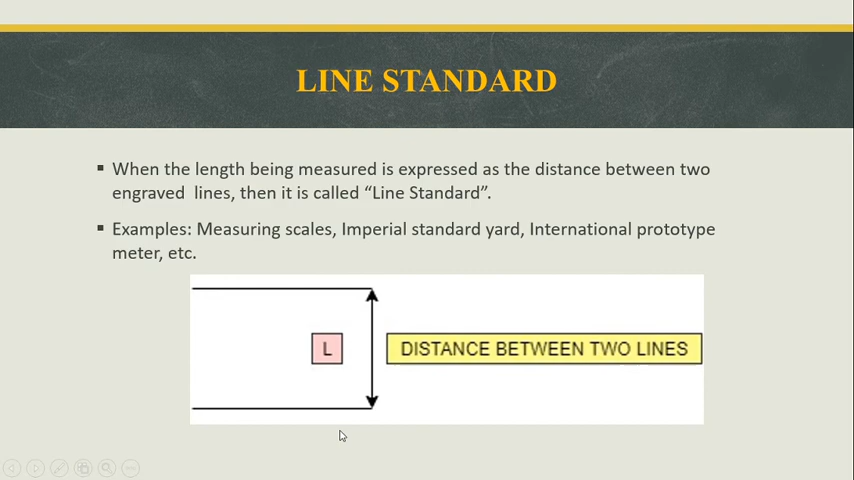 LINE STANDARD
▪ When the length being measured is expressed as the distance between two
engraved lines, then it is called “Line Standard”.
▪ Examples: Measuring scales, Imperial standard yard, International prototype
meter, etc.
L
DISTANCE BETWEEN TWO LINES